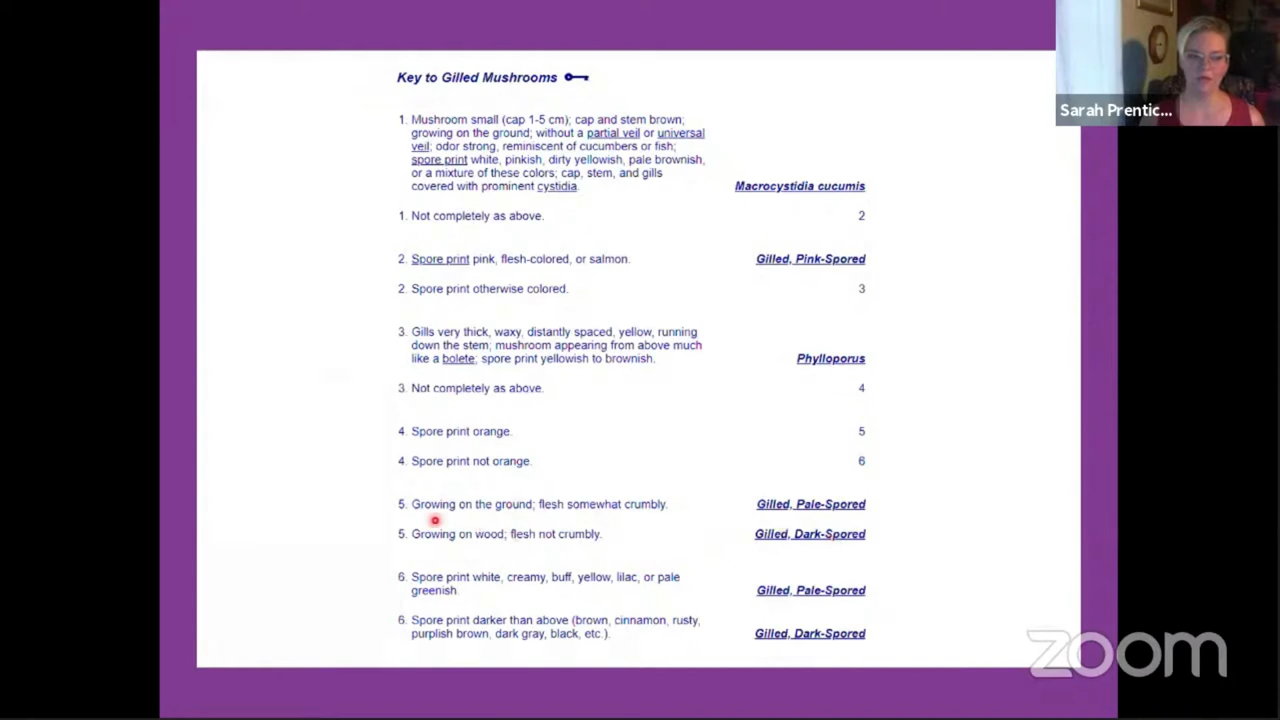 Sarah Prentic...
Key to Gilled Mushrooms
1. Mushroom small (cap 1-5 cm); cap and stem brown;
growing on the ground; without a partial veil or universal
veil; odor strong, reminiscent of cucumbers or fish;
spore print white, pinkish, dirty yellowish, pale brownish,
or a mixture of these colors; cap, stem, and gills
covered with prominent cystidia. Macrocystidia cucumis
1. Not completely as above. 2
2. Spore print pink, flesh-colored, or salmon. Gilled, Pink-Spored
2. Spore print otherwise colored. 3
3. Gills very thick, waxy, distantly spaced, yellow, running
down the stem; mushroom appearing from above much
like a bolete; spore print yellowish to brownish. Phylloporus
3. Not completely as above. 4
4. Spore print orange. 5
4. Spore print not orange. 6
5. Growing on the ground; flesh somewhat crumbly. Gilled, Pale-Spored
5. Growing on wood; flesh not crumbly. Gilled, Dark-Spored
6. Spore print white, creamy, buff, yellow, lilac, or pale
greenish. Gilled, Pale-Spored
6. Spore print darker than above (brown, cinnamon, rusty,
purplish brown, dark gray, black, etc.). Gilled, Dark-Spored
zoom